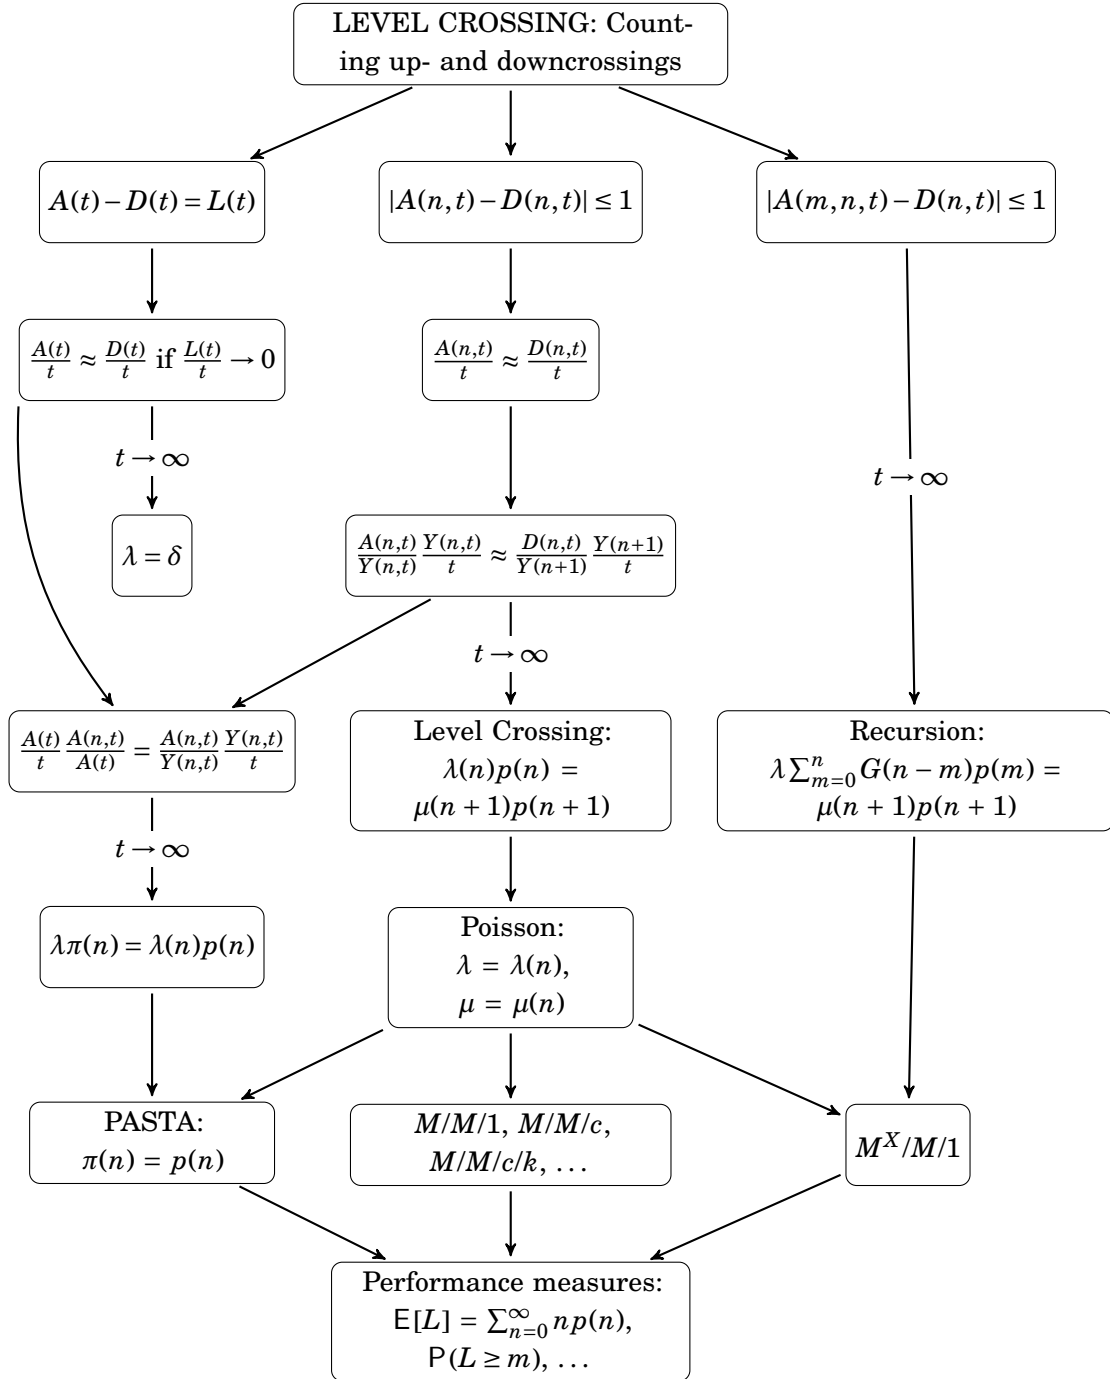 LEVEL CROSSING: Count-
ing up- and downcrossings
A(t) − D(t) = L(t)
|A(n, t) − D(n, t)| ≤ 1
|A(m, n, t) − D(n, t)| ≤ 1
A(t)/t ≈ D(t)/t if L(t)/t → 0
A(n,t)/t ≈ D(n,t)/t
t → ∞
t → ∞
λ = δ
A(n,t)/Y(n,t) Y(n,t)/t ≈ D(n,t)/Y(n+1) Y(n+1)/t
t → ∞
A(t)/t A(n,t)/A(t) = A(n,t)/Y(n,t) Y(n,t)/t
Level Crossing:
λ(n)p(n) =
μ(n + 1)p(n + 1)
Recursion:
λ∑_{m=0}^{n} G(n − m)p(m) =
μ(n + 1)p(n + 1)
t → ∞
λπ(n) = λ(n)p(n)
Poisson:
λ = λ(n),
μ = μ(n)
PASTA:
π(n) = p(n)
M/M/1, M/M/c,
M/M/c/k, …
M^X/M/1
Performance measures:
E[L] = ∑_{n=0}^{∞} np(n),
P(L ≥ m), …